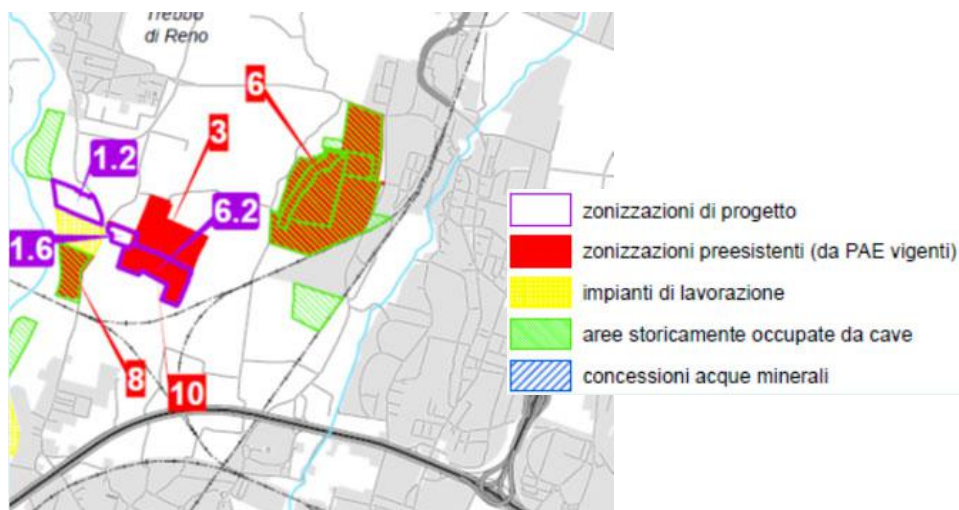 Trebbo
di Reno
6
3
1.2
6.2
1.6
8
10
zonizzazioni di progetto
zonizzazioni preesistenti (da PAE vigenti)
impianti di lavorazione
aree storicamente occupate da cave
concessioni acque minerali